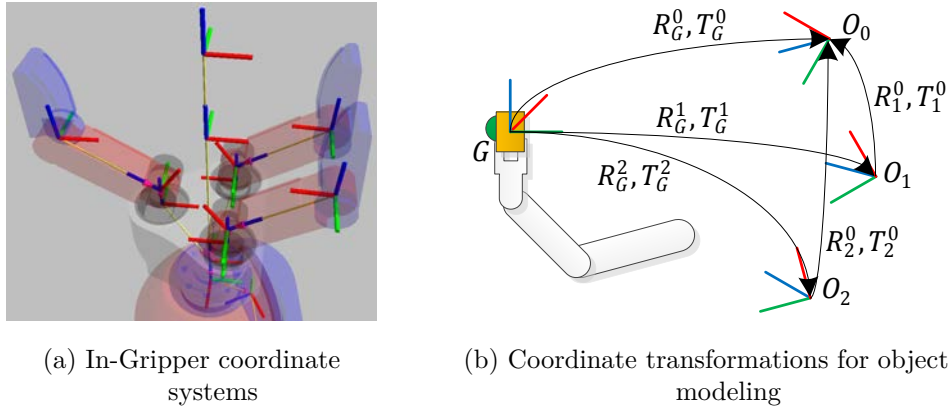 R_G^0, T_G^0
O_0
R_1^0, T_1^0
R_G^1, T_G^1
G
R_G^2, T_G^2
O_1
R_2^0, T_2^0
O_2
(a) In-Gripper coordinate
systems
(b) Coordinate transformations for object
modeling